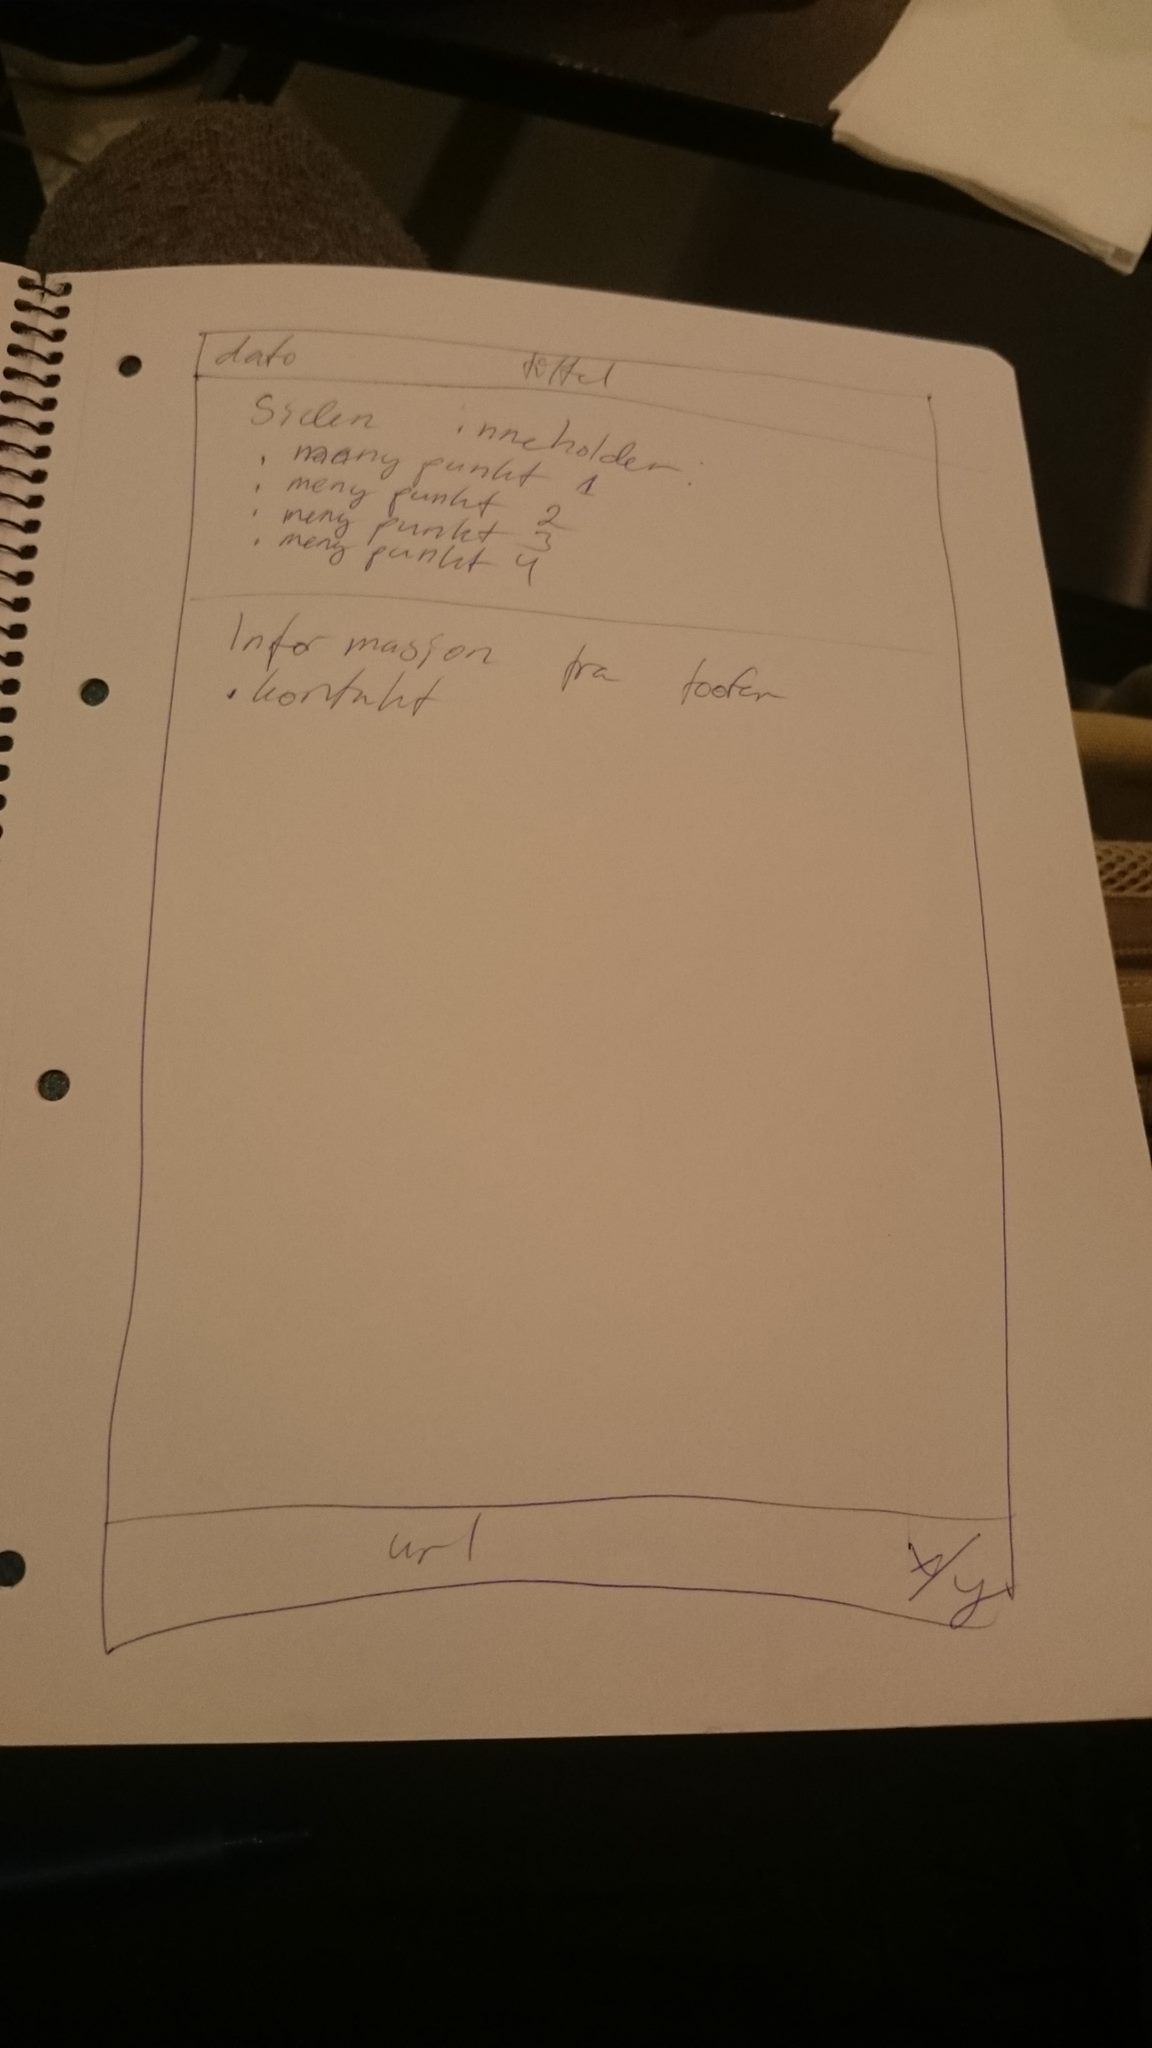 dato tittel
Siden inneholder:
• meny punkt 1
• meny punkt 2
• meny punkt 3
• meny punkt 4
Informasjon fra footer
• kontakt
url x/y